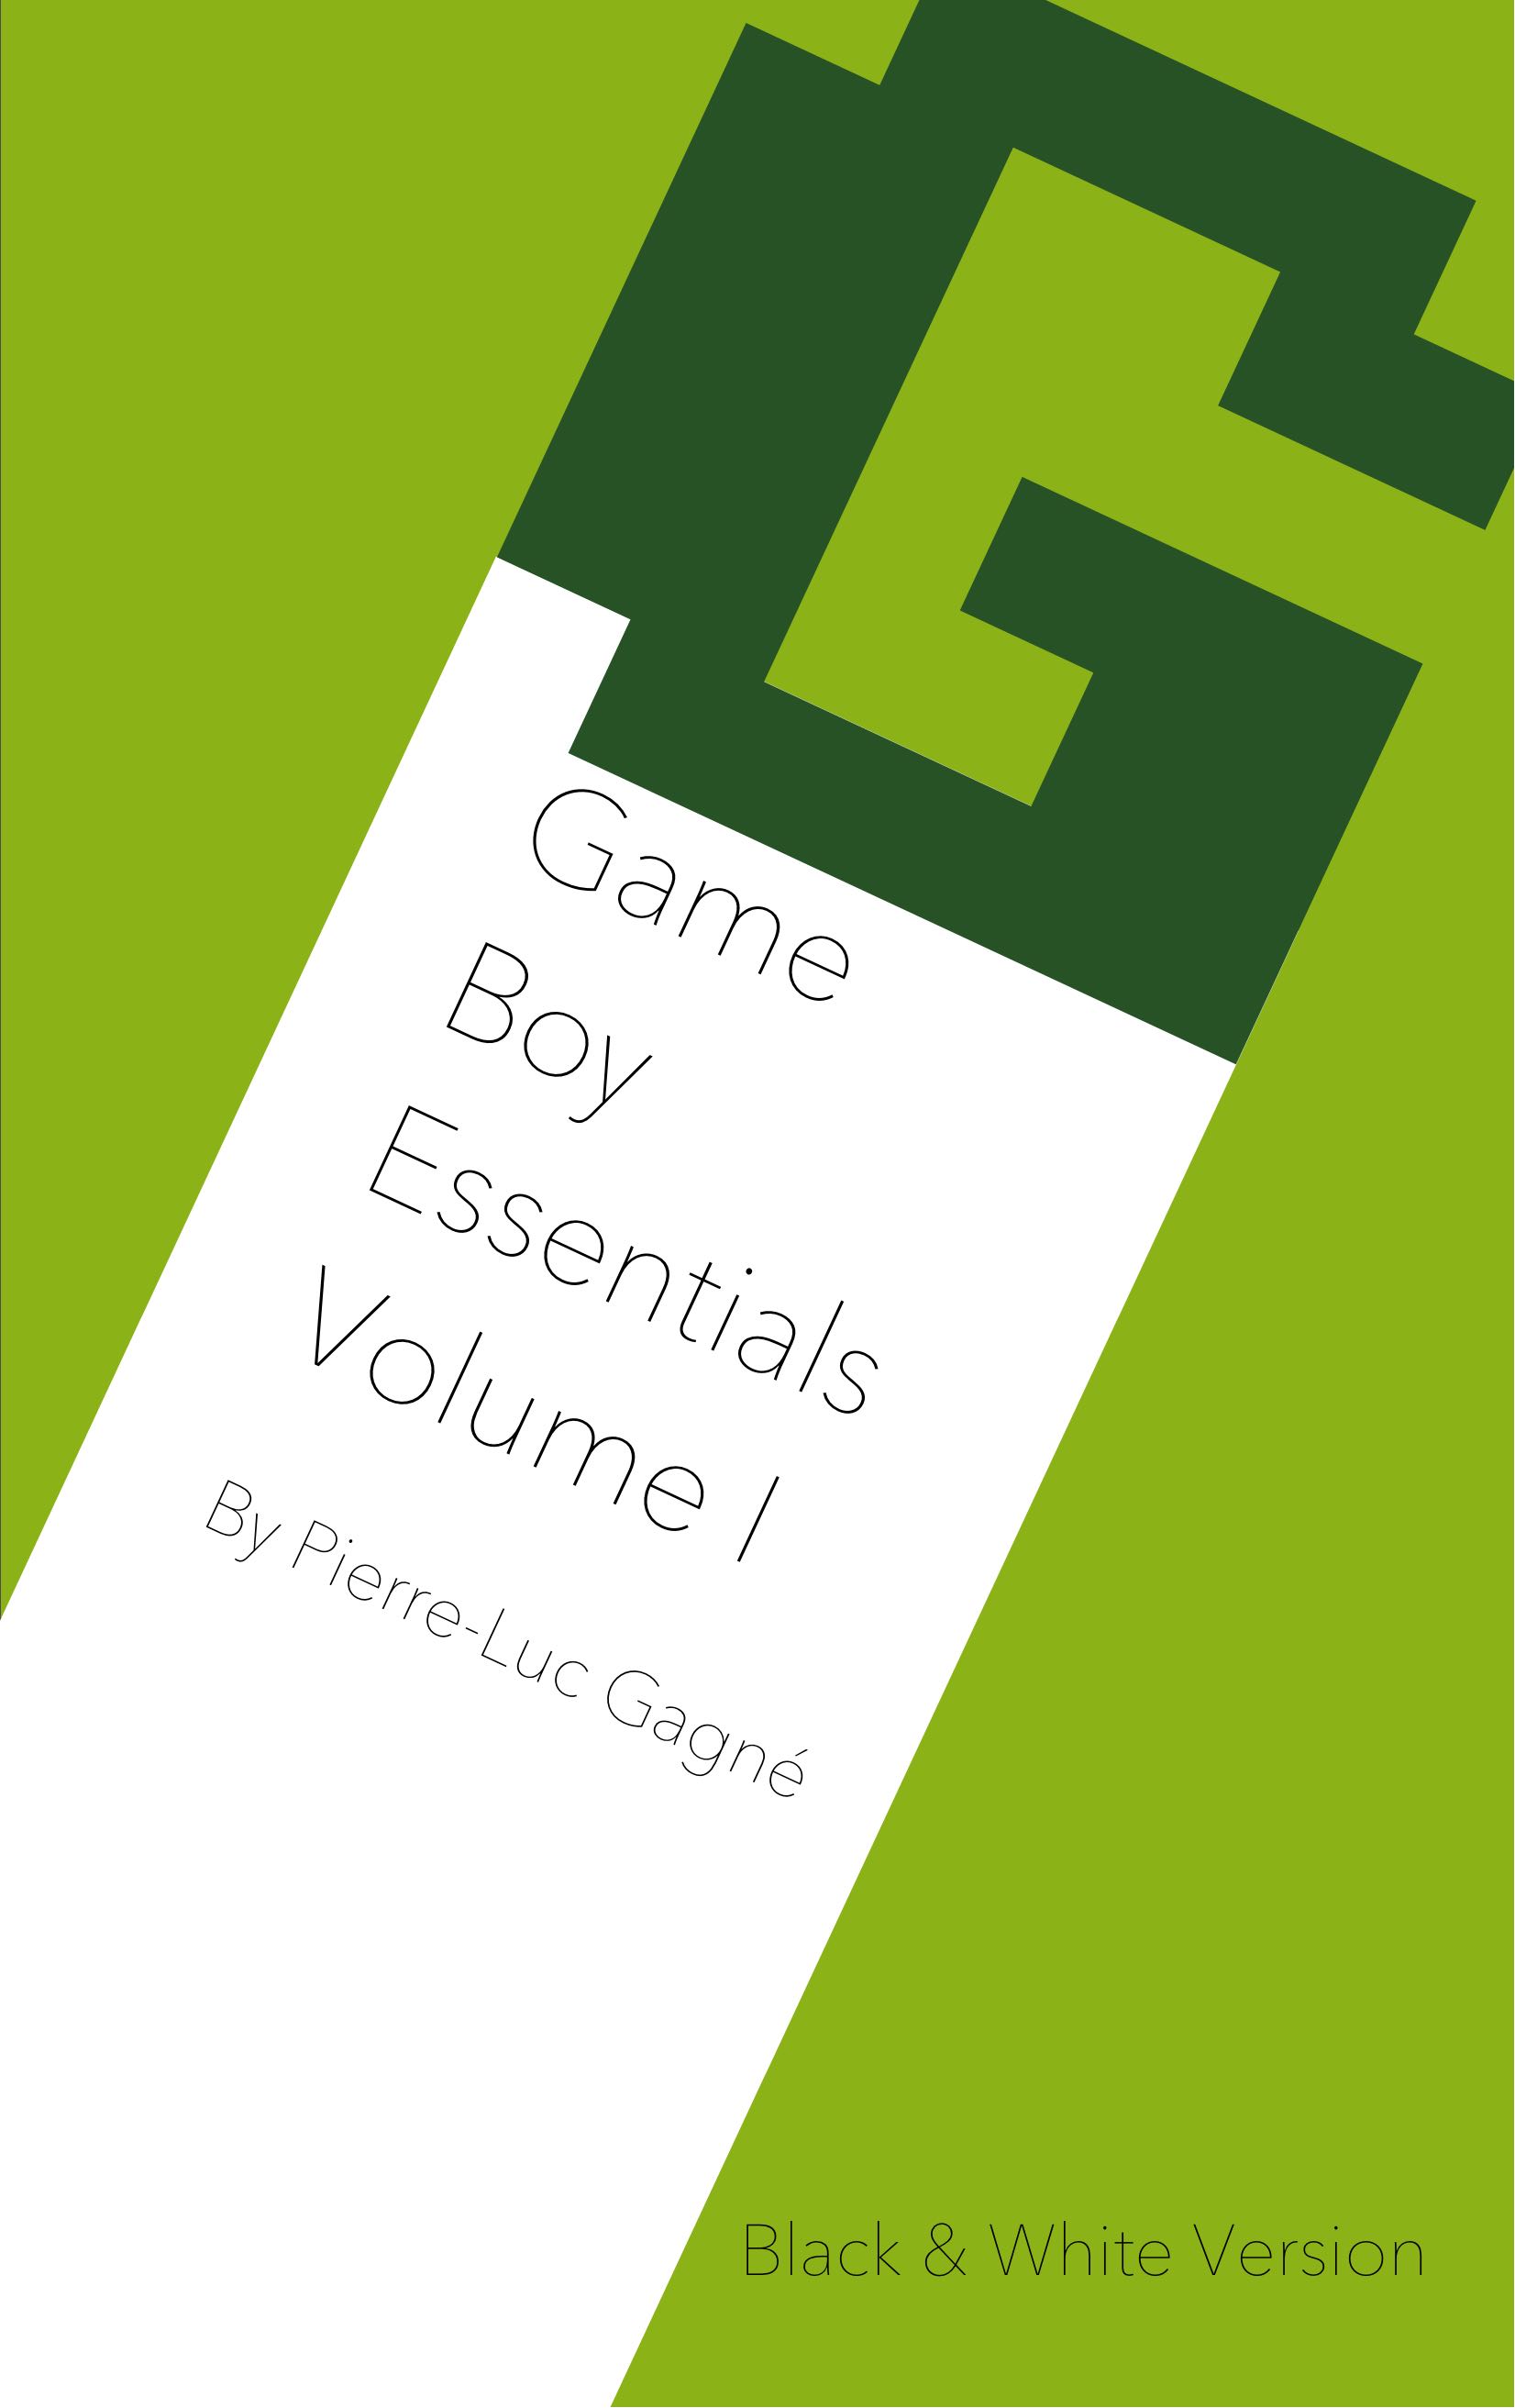 Game
Boy
Essentials
Volume I
By Pierre-Luc Gagné
Black & White Version